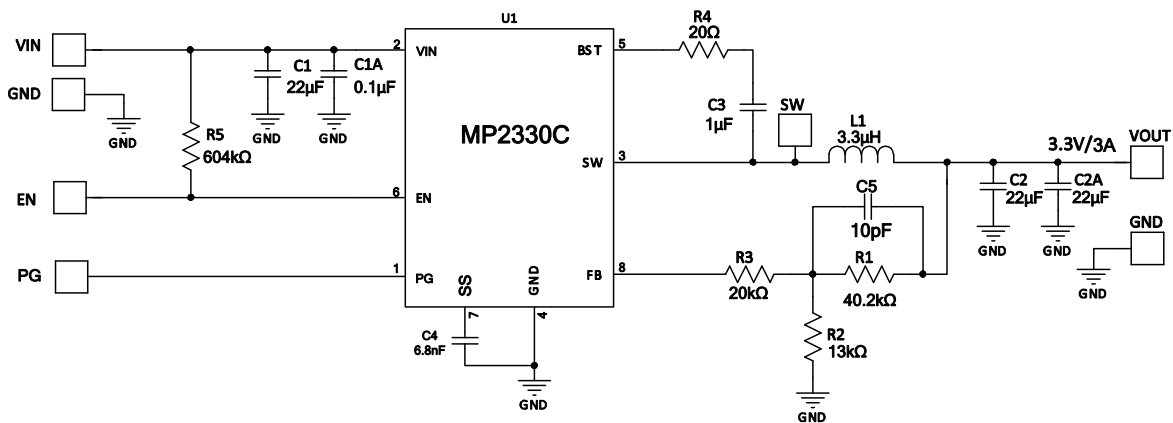 U1
VIN
2
VIN
C1
22µF
C1A
0.1µF
GND
GND
GND
GND
R5
604kΩ
EN
6
EN
PG
1
PG
MP2330C
BST
5
R4
20Ω
C3
1µF
SW
SW
3
L1
3.3µH
3.3V/3A
VOUT
C2
22µF
C2A
22µF
GND
GND
C5
10pF
GND
GND
FB
8
R3
20kΩ
R1
40.2kΩ
R2
13kΩ
GND
SS
7
GND
4
C4
6.8nF
GND